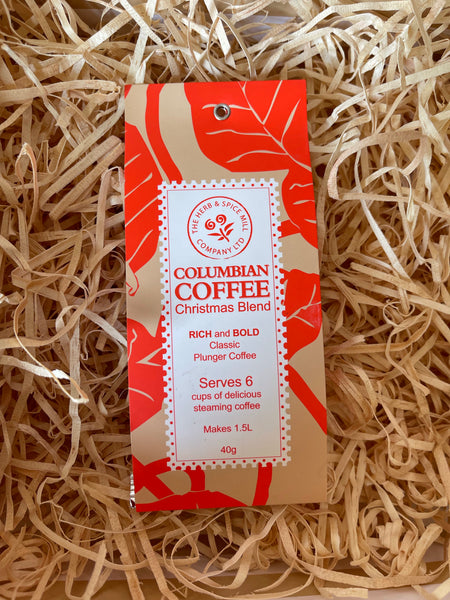 THE HERB & SPICE MILL
COMPANY LTD
COLUMBIAN
COFFEE
Christmas Blend
RICH and BOLD
Classic
Plunger Coffee
Serves 6
cups of delicious
steaming coffee
Makes 1.5L
40g